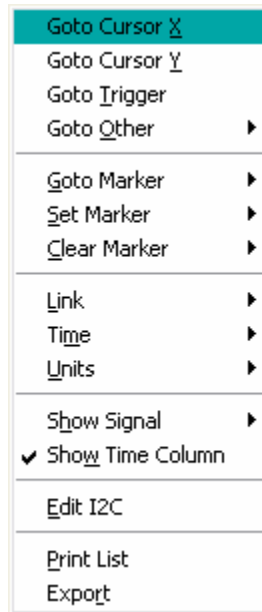 Goto Cursor X
Goto Cursor Y
Goto Trigger
Goto Other
Goto Marker
Set Marker
Clear Marker
Link
Time
Units
Show Signal
Show Time Column
Edit I2C
Print List
Export